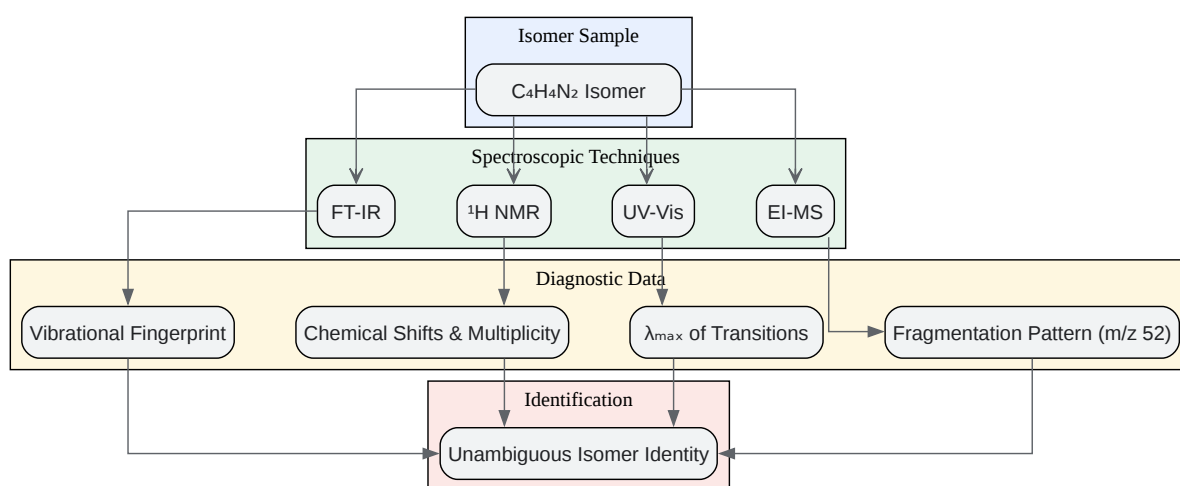 Isomer Sample
C₄H₄N₂ Isomer
Spectroscopic Techniques
FT-IR
¹H NMR
UV-Vis
EI-MS
Diagnostic Data
Vibrational Fingerprint
Chemical Shifts & Multiplicity
λₘₐₓ of Transitions
Fragmentation Pattern (m/z 52)
Identification
Unambiguous Isomer Identity